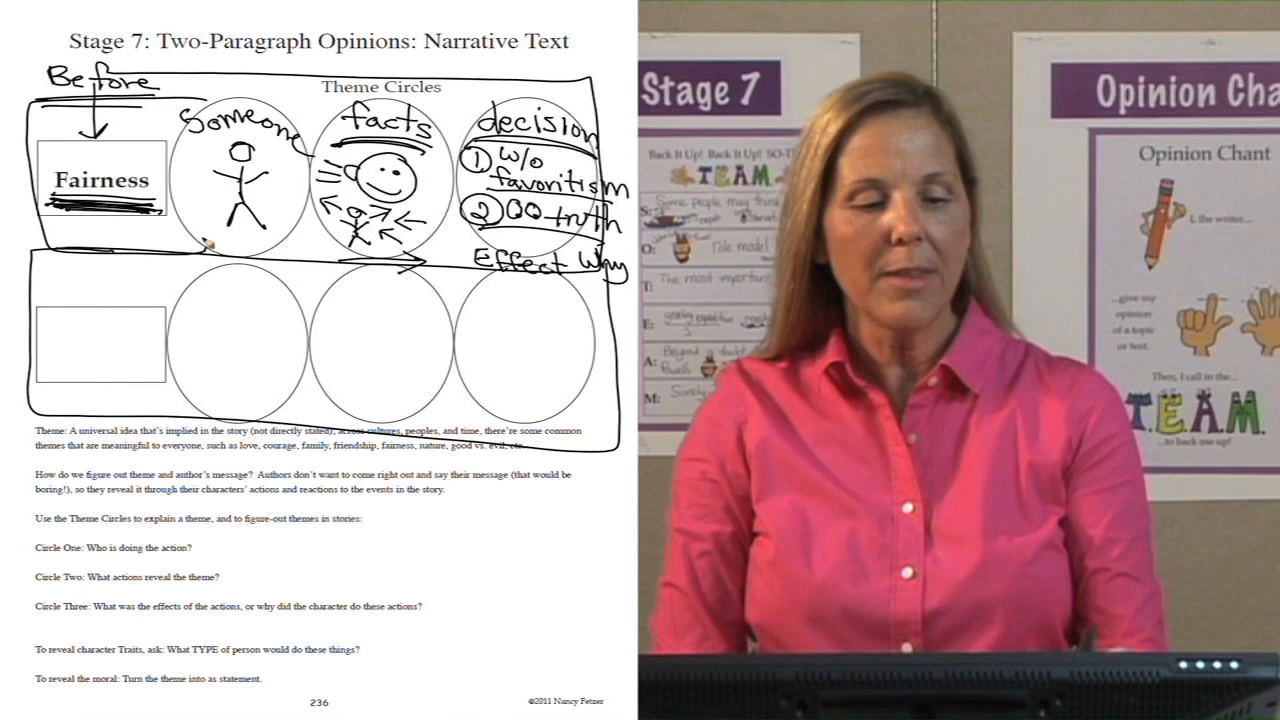 Stage 7: Two-Paragraph Opinions: Narrative Text
Before
Theme Circles
Fairness
Someone
facts
decision
① w/o
favoritism
②
truth
Effect Why
Theme: A universal idea that's implied in the story (not directly stated), across cultures, peoples, and time, there're some common
themes that are meaningful to everyone, such as love, courage, family, friendship, fairness, nature, good vs. evil, etc.
How do we figure out theme and author's message? Authors don't want to come right out and say their message (that would be
boring!), so they reveal it through their characters' actions and reactions to the events in the story.
Use the Theme Circles to explain a theme, and to figure-out themes in stories:
Circle One: Who is doing the action?
Circle Two: What actions reveal the theme?
Circle Three: What was the effects of the actions, or why did the character do these actions?
To reveal character Traits, ask: What TYPE of person would do these things?
To reveal the moral: Turn the theme into as statement.
236
©2011 Nancy Fetzer
Stage 7
Back It Up! Back It Up! SO-T
TEAM
S: Some people may thin
O:
role model
T: The most important
E:
A: Beyond a doubt
M: Surely
Opinion Cha
Opinion Chant
I, the writer...
...give my
opinion
of a topic
or text.
Then, I call in the...
T.E.A.M.
...to back me up!